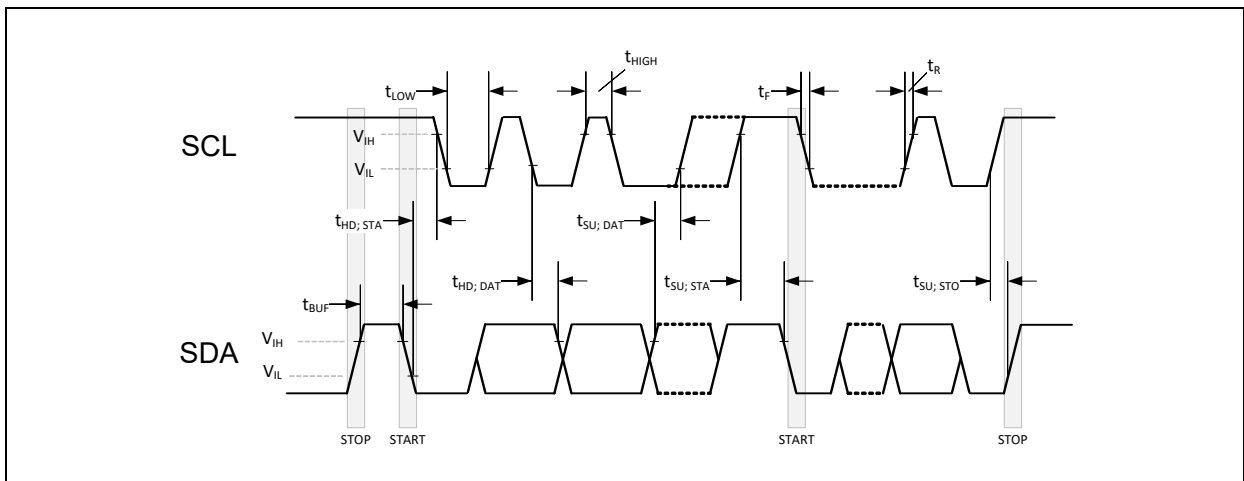 tHIGH
tR
tLOW
tF
SCL
VIH
VIL
tHD; STA
tSU; DAT
tHD; DAT
tSU; STA
tSU; STO
tBUF
SDA
VIH
VIL
STOP START START STOP